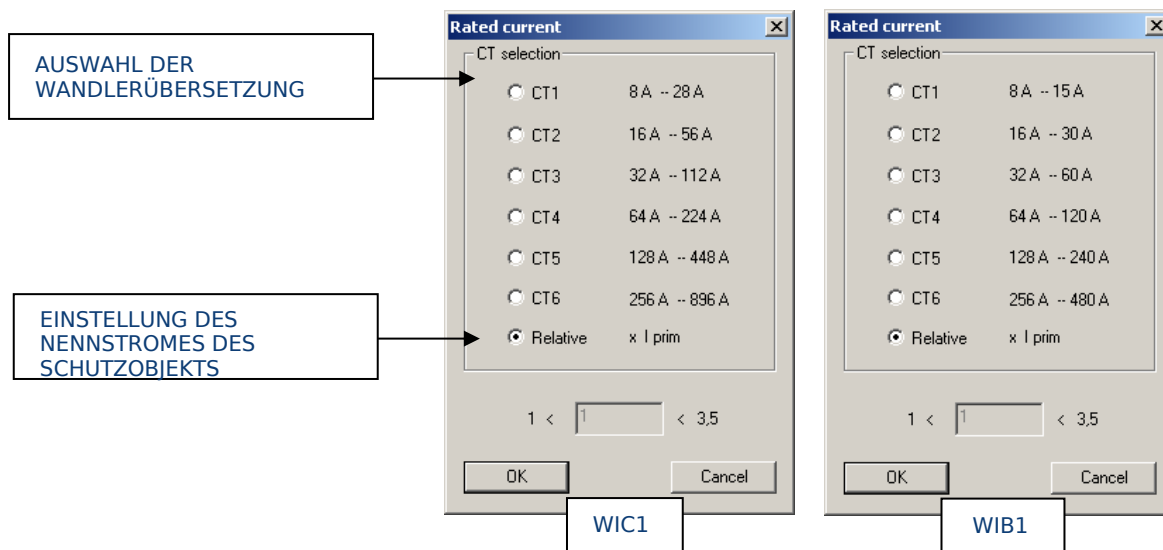 AUSWAHL DER
WANDLERÜBERSETZUNG
EINSTELLUNG DES
NENNSTROMES DES
SCHUTZOBJEKTS
Rated current
CT selection
CT1 8 A -- 28 A
CT2 16 A -- 56 A
CT3 32 A -- 112 A
CT4 64 A -- 224 A
CT5 128 A -- 448 A
CT6 256 A -- 896 A
Relative x I prim
1 < 1 < 3,5
OK Cancel
WIC1
Rated current
CT selection
CT1 8 A -- 15 A
CT2 16 A -- 30 A
CT3 32 A -- 60 A
CT4 64 A -- 120 A
CT5 128 A -- 240 A
CT6 256 A -- 480 A
Relative x I prim
1 < 1 < 3,5
OK Cancel
WIB1